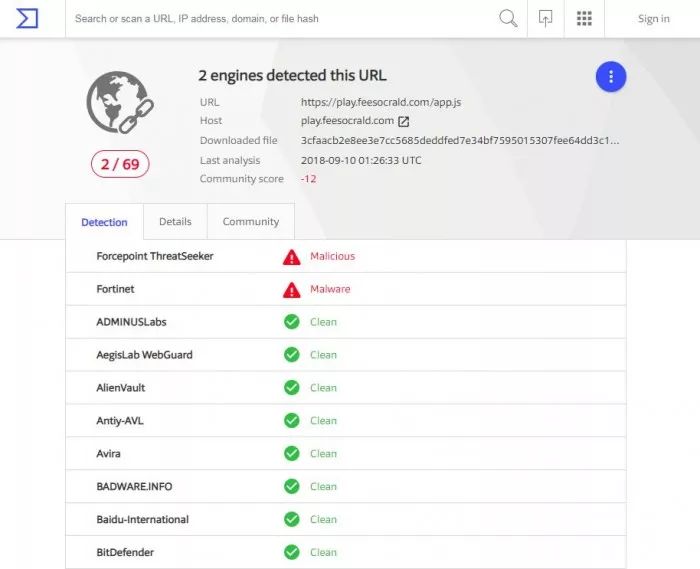 Search or scan a URL, IP address, domain, or file hash
Sign in
2 engines detected this URL
URL https://play.feesocrald.com/app.js
Host play.feesocrald.com
Downloaded file 3cfaacb2e8ee3e7cc5685deddfed7e34bf7595015307fee64dd3c1...
Last analysis 2018-09-10 01:26:33 UTC
Community score -12
2 / 69
Detection Details Community
Forcepoint ThreatSeeker Malicious
Fortinet Malware
ADMINUSLabs Clean
AegisLab WebGuard Clean
AlienVault Clean
Antiy-AVL Clean
Avira Clean
BADWARE.INFO Clean
Baidu-International Clean
BitDefender Clean